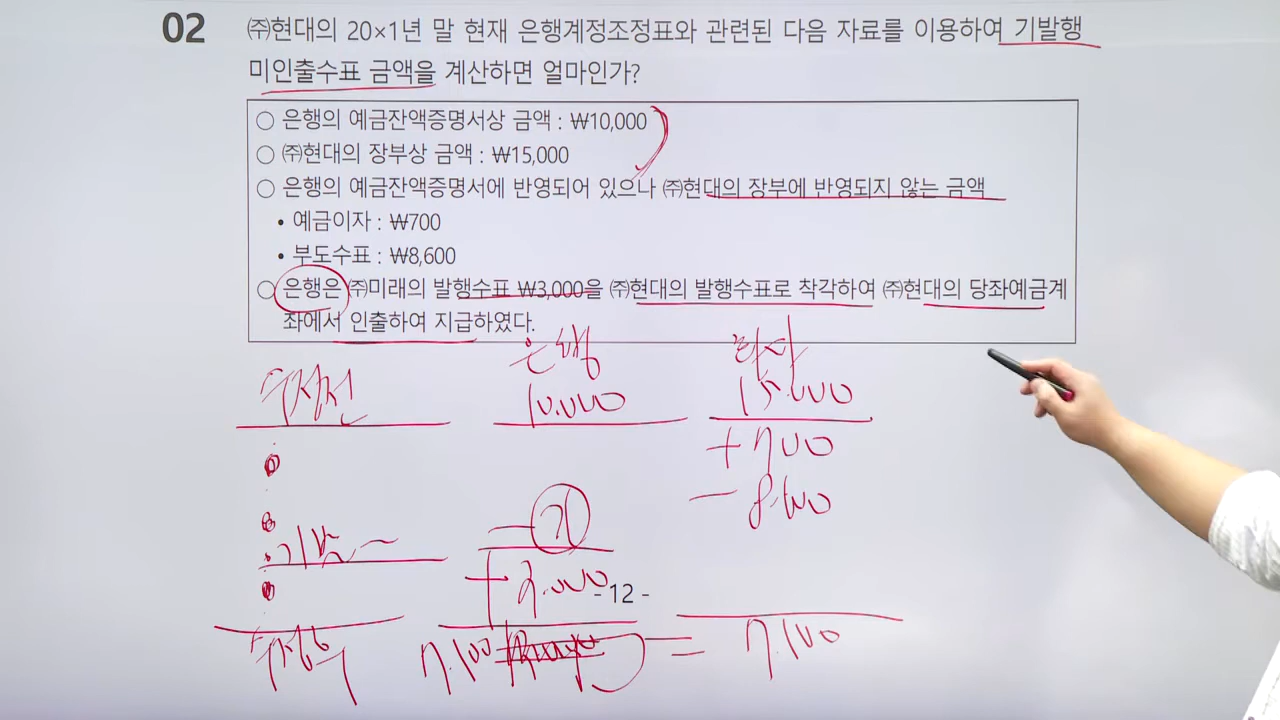 02 ㈜현대의 20×1년 말 현재 은행계정조정표와 관련된 다음 자료를 이용하여 기발행
미인출수표 금액을 계산하면 얼마인가?
○ 은행의 예금잔액증명서상 금액 : ₩10,000
○ ㈜현대의 장부상 금액 : ₩15,000
○ 은행의 예금잔액증명서에 반영되어 있으나 ㈜현대의 장부에 반영되지 않는 금액
• 예금이자 : ₩700
• 부도수표 : ₩8,600
○ 은행은 ㈜미래의 발행수표 ₩3,000을 ㈜현대의 발행수표로 착각하여 ㈜현대의 당좌예금계
좌에서 인출하여 지급하였다.
은행 회사
수정전 10.000 15.000
+ 700
- 8.600
기발~
+ 3.000
- 12 -
수정후 7.100 = 7.100